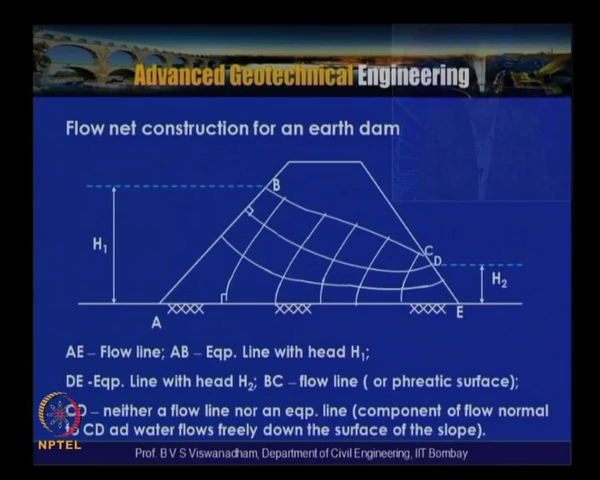 Advanced Geotechnical Engineering
Flow net construction for an earth dam
B
H1
C
D
H2
A
E
AE – Flow line; AB – Eqp. Line with head H1;
DE -Eqp. Line with head H2; BC – flow line ( or phreatic surface);
CD – neither a flow line nor an eqp. line (component of flow normal
to CD ad water flows freely down the surface of the slope).
NPTEL
Prof. B V S Viswanadham, Department of Civil Engineering, IIT Bombay